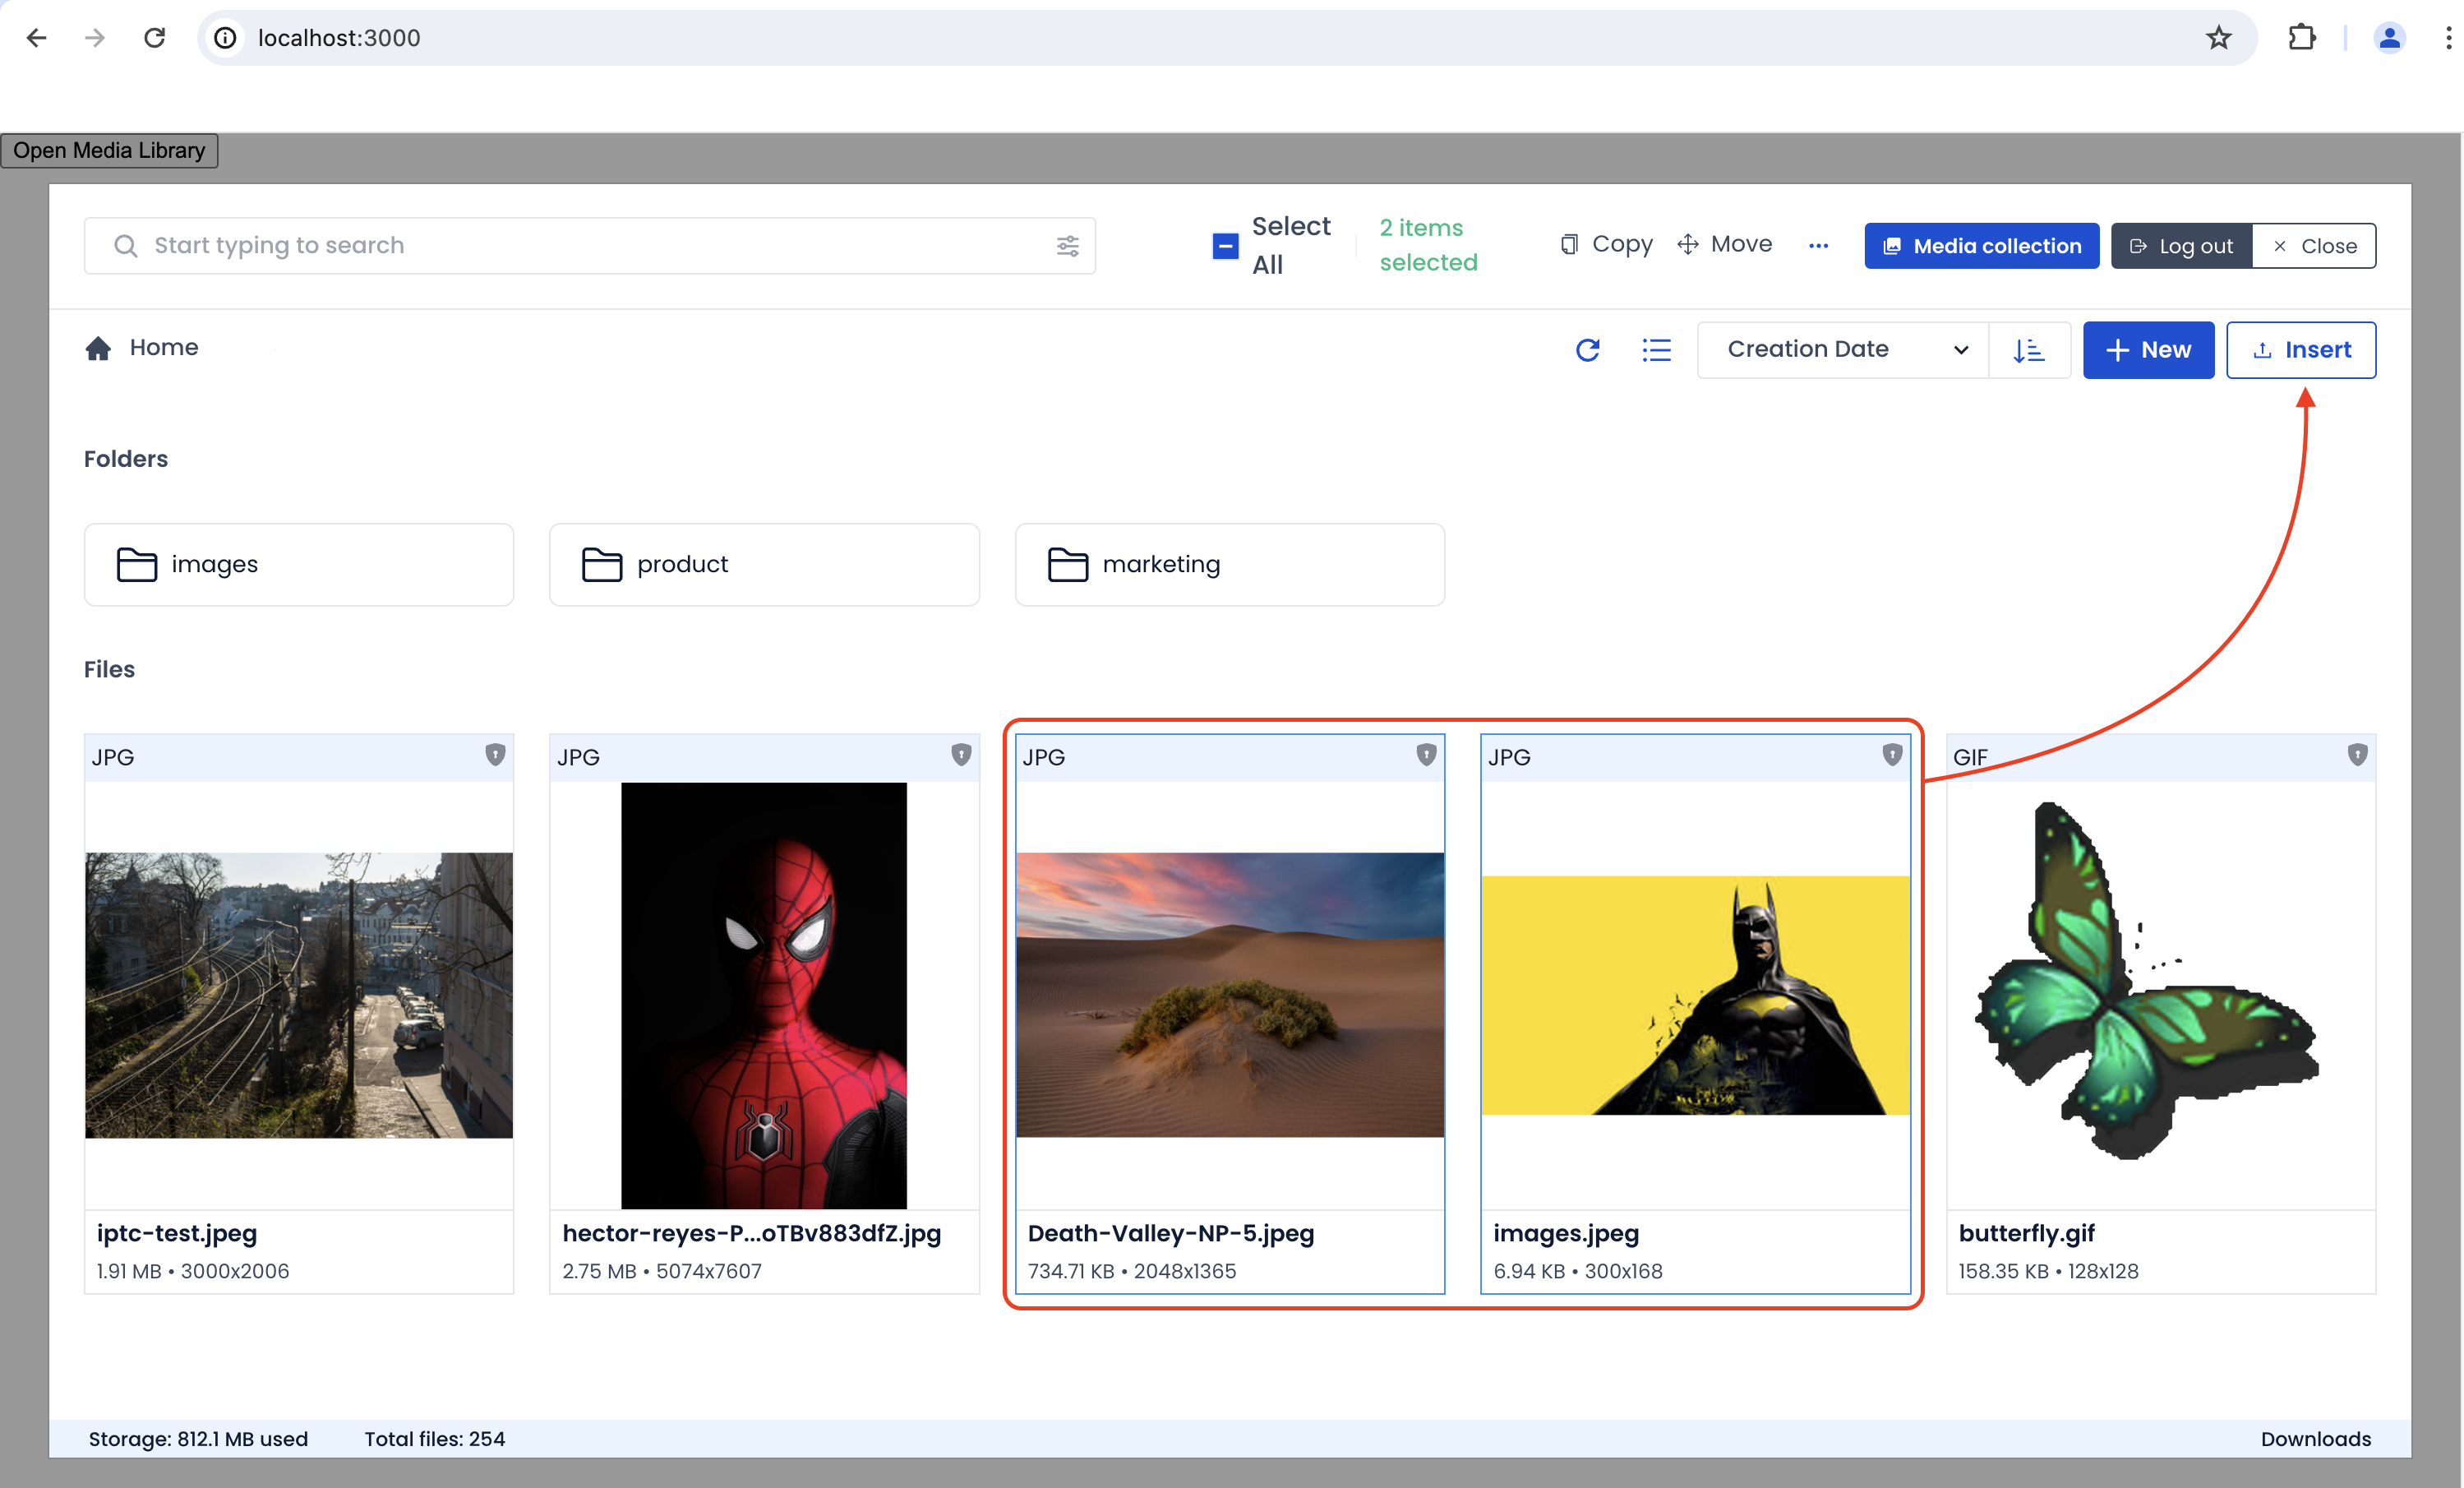 localhost:3000
Open Media Library
Start typing to search
Select
All
2 items
selected
Copy
Move
Media collection
Log out
Close
Home
Creation Date
New
Insert
Folders
images
product
marketing
Files
JPG
JPG
JPG
JPG
GIF
iptc-test.jpeg
1.91 MB • 3000x2006
hector-reyes-P...oTBv883dfZ.jpg
2.75 MB • 5074x7607
Death-Valley-NP-5.jpeg
734.71 KB • 2048x1365
images.jpeg
6.94 KB • 300x168
butterfly.gif
158.35 KB • 128x128
Storage: 812.1 MB used
Total files: 254
Downloads